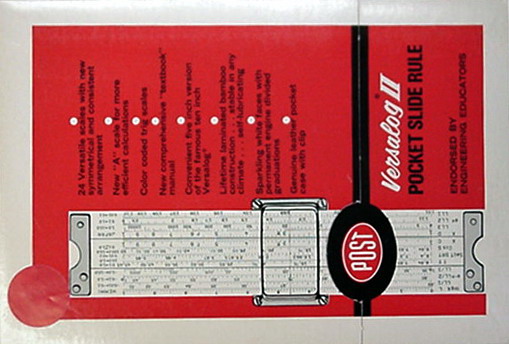 Versalog® II
POCKET SLIDE RULE
ENDORSED BY
ENGINEERING EDUCATORS
24 Versatile scales with new
symmetrical and consistent
arrangement
New "A" scale for more
efficient calculations
Color coded trig scales
New comprehensive "textbook"
manual
Convenient five inch version
of the famous ten inch
Versalog®
Lifetime laminated bamboo
construction . . . stable in any
climate . . . self-lubricating
Sparkling white faces with
permanent engine divided
graduations
Genuine leather pocket
case with clip
POST